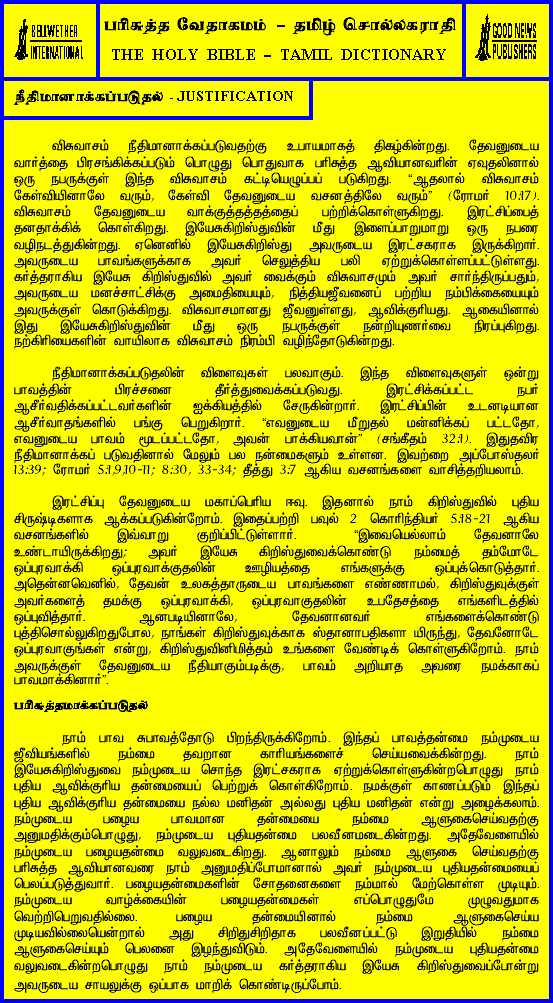 BELLWETHER
INTERNATIONAL
பரிசுத்த வேதாகமம் – தமிழ் சொல்லகராதி
THE HOLY BIBLE – TAMIL DICTIONARY
GOOD NEWS
PUBLISHERS
நீதிமானாக்கப்படுதல் - JUSTIFICATION
விசுவாசம் நீதிமானாக்கப்படுவதற்கு உபாயமாகத் திகழ்கின்றது. தேவனுடைய
வார்த்தை பிரசங்கிக்கப்படும் பொழுது பொதுவாக பரிசுத்த ஆவியானவரின் ஏவுதலினால்
ஒரு நபருக்குள் இந்த விசுவாசம் கட்டியெழுப்பப் படுகிறது. “ஆதலால் விசுவாசம்
கேள்வியினாலே வரும், கேள்வி தேவனுடைய வசனத்திலே வரும்” (ரோமர் 10:17).
விசுவாசம் தேவனுடைய வாக்குத்தத்தத்தைப் பற்றிக்கொள்ளுகிறது. இரட்சிப்பைத்
தனதாக்கிக் கொள்கிறது. இயேசுகிறிஸ்துவின் மீது இளைப்பாறுமாறு ஒரு நபரை
வழிநடத்துகின்றது. ஏனெனில் இயேசுகிறிஸ்து அவருடைய இரட்சகராக இருக்கிறார்.
அவருடைய பாவங்களுக்காக அவர் செலுத்திய பலி ஏற்றுக்கொள்ளப்பட்டுள்ளது.
கர்த்தராகிய இயேசு கிறிஸ்துவில் அவர் வைக்கும் விசுவாசமும் அவர் சார்ந்திருப்பதும்,
அவருடைய மனச்சாட்சிக்கு அமைதியையும், நித்தியஜீவனைப் பற்றிய நம்பிக்கையையும்
அவருக்குள் கொடுக்கிறது. விசுவாசமானது ஜீவனுள்ளது, ஆவிக்குரியது. ஆகையினால்
இது இயேசுகிறிஸ்துவின் மீது ஒரு நபருக்குள் நன்றியுணர்வை நிரப்புகிறது.
நற்கிரியைகளின் வாயிலாக விசுவாசம் நிரம்பி வழிந்தோடுகின்றது.
நீதிமானாக்கப்படுதலின் விளைவுகள் பலவாகும். இந்த விளைவுகளுள் ஒன்று
பாவத்தின் பிரச்சனை தீர்த்துவைக்கப்படுவது. இரட்சிக்கப்பட்ட நபர்
ஆசீர்வதிக்கப்பட்டவர்களின் ஐக்கியத்தில் சேருகின்றார். இரட்சிப்பின் உடனடியான
ஆசீர்வாதங்களில் பங்கு பெறுகிறார். “எவனுடைய மீறுதல் மன்னிக்கப் பட்டதோ,
எவனுடைய பாவம் மூடப்பட்டதோ, அவன் பாக்கியவான்” (சங்கீதம் 32:1). இதுதவிர
நீதிமானாக்கப் படுவதினால் மேலும் பல நன்மைகளும் உள்ளன. இவற்றை அப்போஸ்தலர்
13:39; ரோமர் 5:1,9,10-11; 8:30, 33-34; தீத்து 3:7 ஆகிய வசனங்களை வாசித்தறியலாம்.
இரட்சிப்பு தேவனுடைய மகாப்பெரிய ஈவு. இதனால் நாம் கிறிஸ்துவில் புதிய
சிருஷ்டிகளாக ஆக்கப்படுகின்றோம். இதைப்பற்றி பவுல் 2 கொரிந்தியர் 5:18-21 ஆகிய
வசனங்களில் இவ்வாறு குறிப்பிட்டுள்ளார். “இவையெல்லாம் தேவனாலே
உண்டாயிருக்கிறது; அவர் இயேசு கிறிஸ்துவைக்கொண்டு நம்மைத் தம்மோடே
ஒப்புரவாக்கி ஒப்புரவாக்குதலின் ஊழியத்தை எங்களுக்கு ஒப்புக்கொடுத்தார்.
அதென்னவெனில், தேவன் உலகத்தாருடைய பாவங்களை எண்ணாமல், கிறிஸ்துவுக்குள்
அவர்களைத் தமக்கு ஒப்புரவாக்கி, ஒப்புரவாகுதலின் உபதேசத்தை எங்களிடத்தில்
ஒப்புவித்தார். ஆனபடியினாலே, தேவனானவர் எங்களைக்கொண்டு
புத்திசொல்லுகிறதுபோல, நாங்கள் கிறிஸ்துவுக்காக ஸ்தானாபதிகளா யிருந்து, தேவனோடே
ஒப்புரவாகுங்கள் என்று, கிறிஸ்துவினிமித்தம் உங்களை வேண்டிக் கொள்ளுகிறோம். நாம்
அவருக்குள் தேவனுடைய நீதியாகும்படிக்கு, பாவம் அறியாத அவரை நமக்காகப்
பாவமாக்கினார்”.
பரிசுத்தமாக்கப்படுதல்
நாம் பாவ சுபாவத்தோடு பிறந்திருக்கிறோம். இந்தப் பாவத்தன்மை நம்முடைய
ஜீவியங்களில் நம்மை தவறான காரியங்களைச் செய்யவைக்கின்றது. நாம்
இயேசுகிறிஸ்துவை நம்முடைய சொந்த இரட்சகராக ஏற்றுக்கொள்ளுகின்றபொழுது நாம்
புதிய ஆவிக்குரிய தன்மையைப் பெற்றுக் கொள்கிறோம். நமக்குள் காணப்படும் இந்தப்
புதிய ஆவிக்குரிய தன்மையை நல்ல மனிதன் அல்லது புதிய மனிதன் என்று அழைக்கலாம்.
நம்முடைய பழைய பாவமான தன்மையை நம்மை ஆளுகைசெய்வதற்கு
அனுமதிக்கும்பொழுது, நம்முடைய புதியதன்மை பலவீனமடைகின்றது. அதேவேளையில்
நம்முடைய பழையதன்மை வலுவடைகிறது. ஆனாலும் நம்மை ஆளுகை செய்வதற்கு
பரிசுத்த ஆவியானவரை நாம் அனுமதிப்போமானால் அவர் நம்முடைய புதியதன்மையைப்
பெலப்படுத்துவார். பழையதன்மைகளின் சோதனைகளை நம்மால் மேற்கொள்ள முடியும்.
நம்முடைய வாழ்க்கையின் பழையதன்மைகள் எப்பொழுதுமே முழுவதுமாக
வெற்றிபெறுவதில்லை. பழைய தன்மையினால் நம்மை ஆளுகைசெய்ய
முடியவில்லையென்றால் அது சிறிதுசிறிதாக பலவீனப்பட்டு இறுதியில் நம்மை
ஆளுகைசெய்யும் பெலனை இழந்துவிடும். அதேவேளையில் நம்முடைய புதியதன்மை
வலுவடைகின்றபொழுது நாம் நம்முடைய கர்த்தராகிய இயேசு கிறிஸ்துவைப்போன்று
அவருடைய சாயலுக்கு ஒப்பாக மாறிக் கொண்டிருப்போம்.